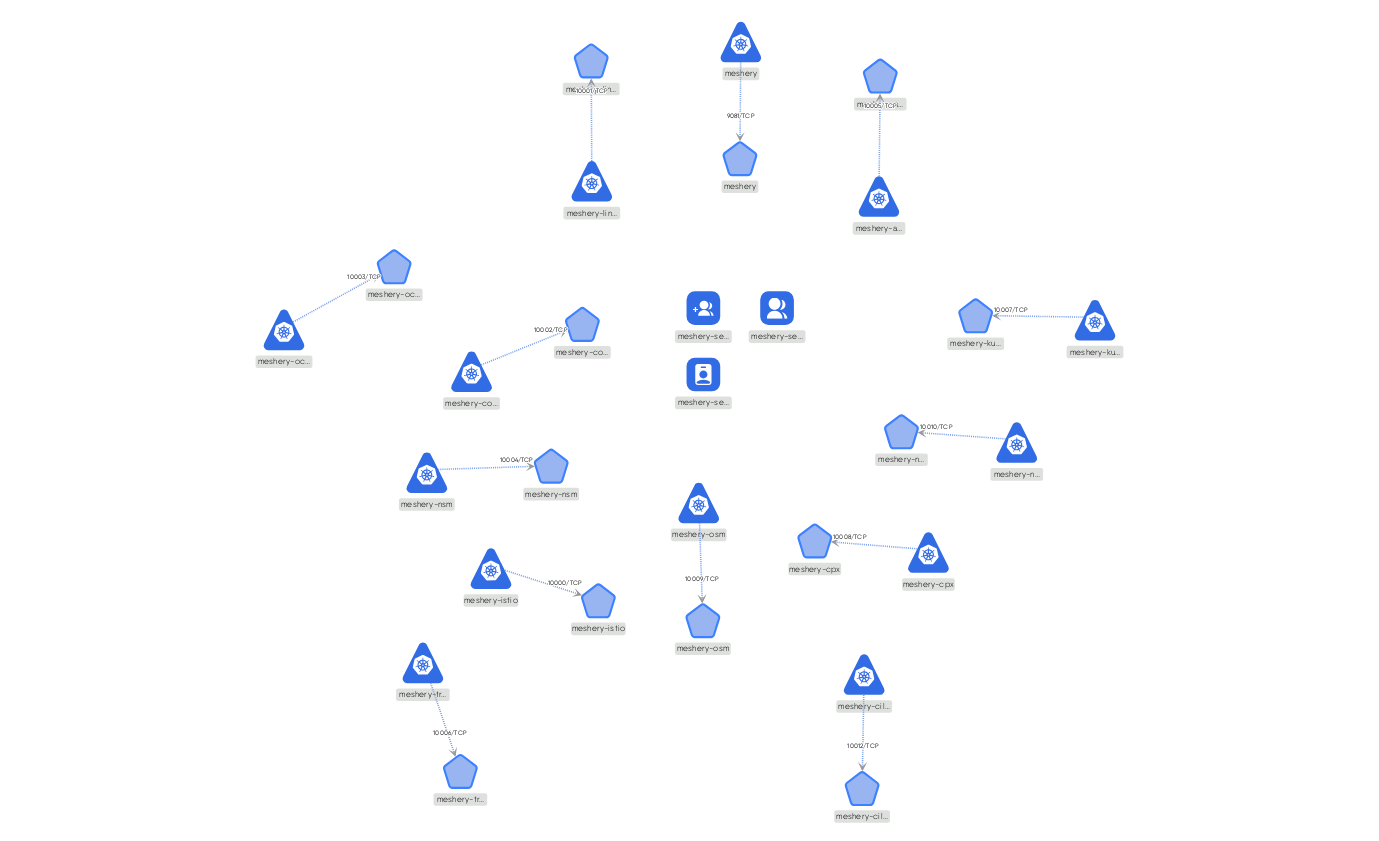 meshery
10001/TCP
10005/TCP
9081/TCP
meshery
meshery-lin...
meshery-a...
10003/TCP
meshery-oc...
10007/TCP
10002/TCP
meshery-se...
meshery-se...
meshery-ku...
meshery-co...
meshery-ku...
meshery-oc...
meshery-co...
meshery-se...
10010/TCP
10004/TCP
meshery-n...
meshery-n...
meshery-nsm
meshery-nsm
meshery-osm
10008/TCP
meshery-cpx
10009/TCP
10000/TCP
meshery-cpx
meshery-istio
meshery-istio
meshery-osm
meshery-tr...
meshery-cil...
10006/TCP
10012/TCP
meshery-tr...
meshery-cil...